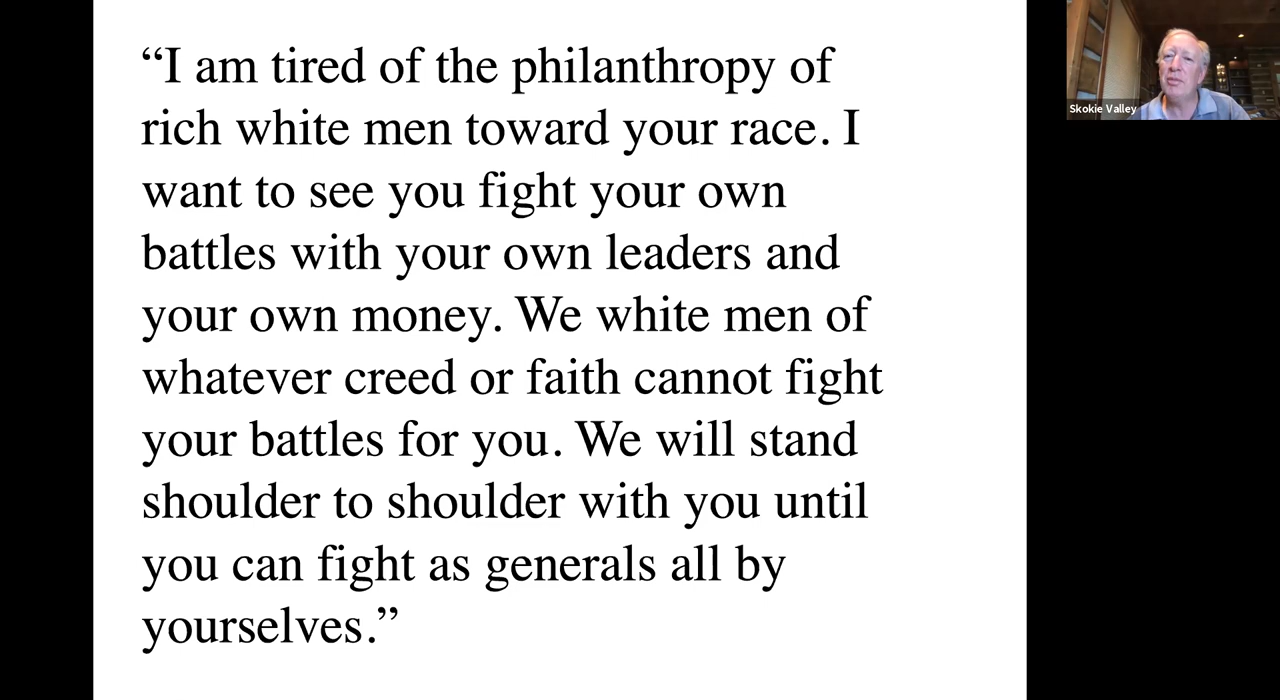 “I am tired of the philanthropy of
rich white men toward your race. I
want to see you fight your own
battles with your own leaders and
your own money. We white men of
whatever creed or faith cannot fight
your battles for you. We will stand
shoulder to shoulder with you until
you can fight as generals all by
yourselves.”
Skokie Valley